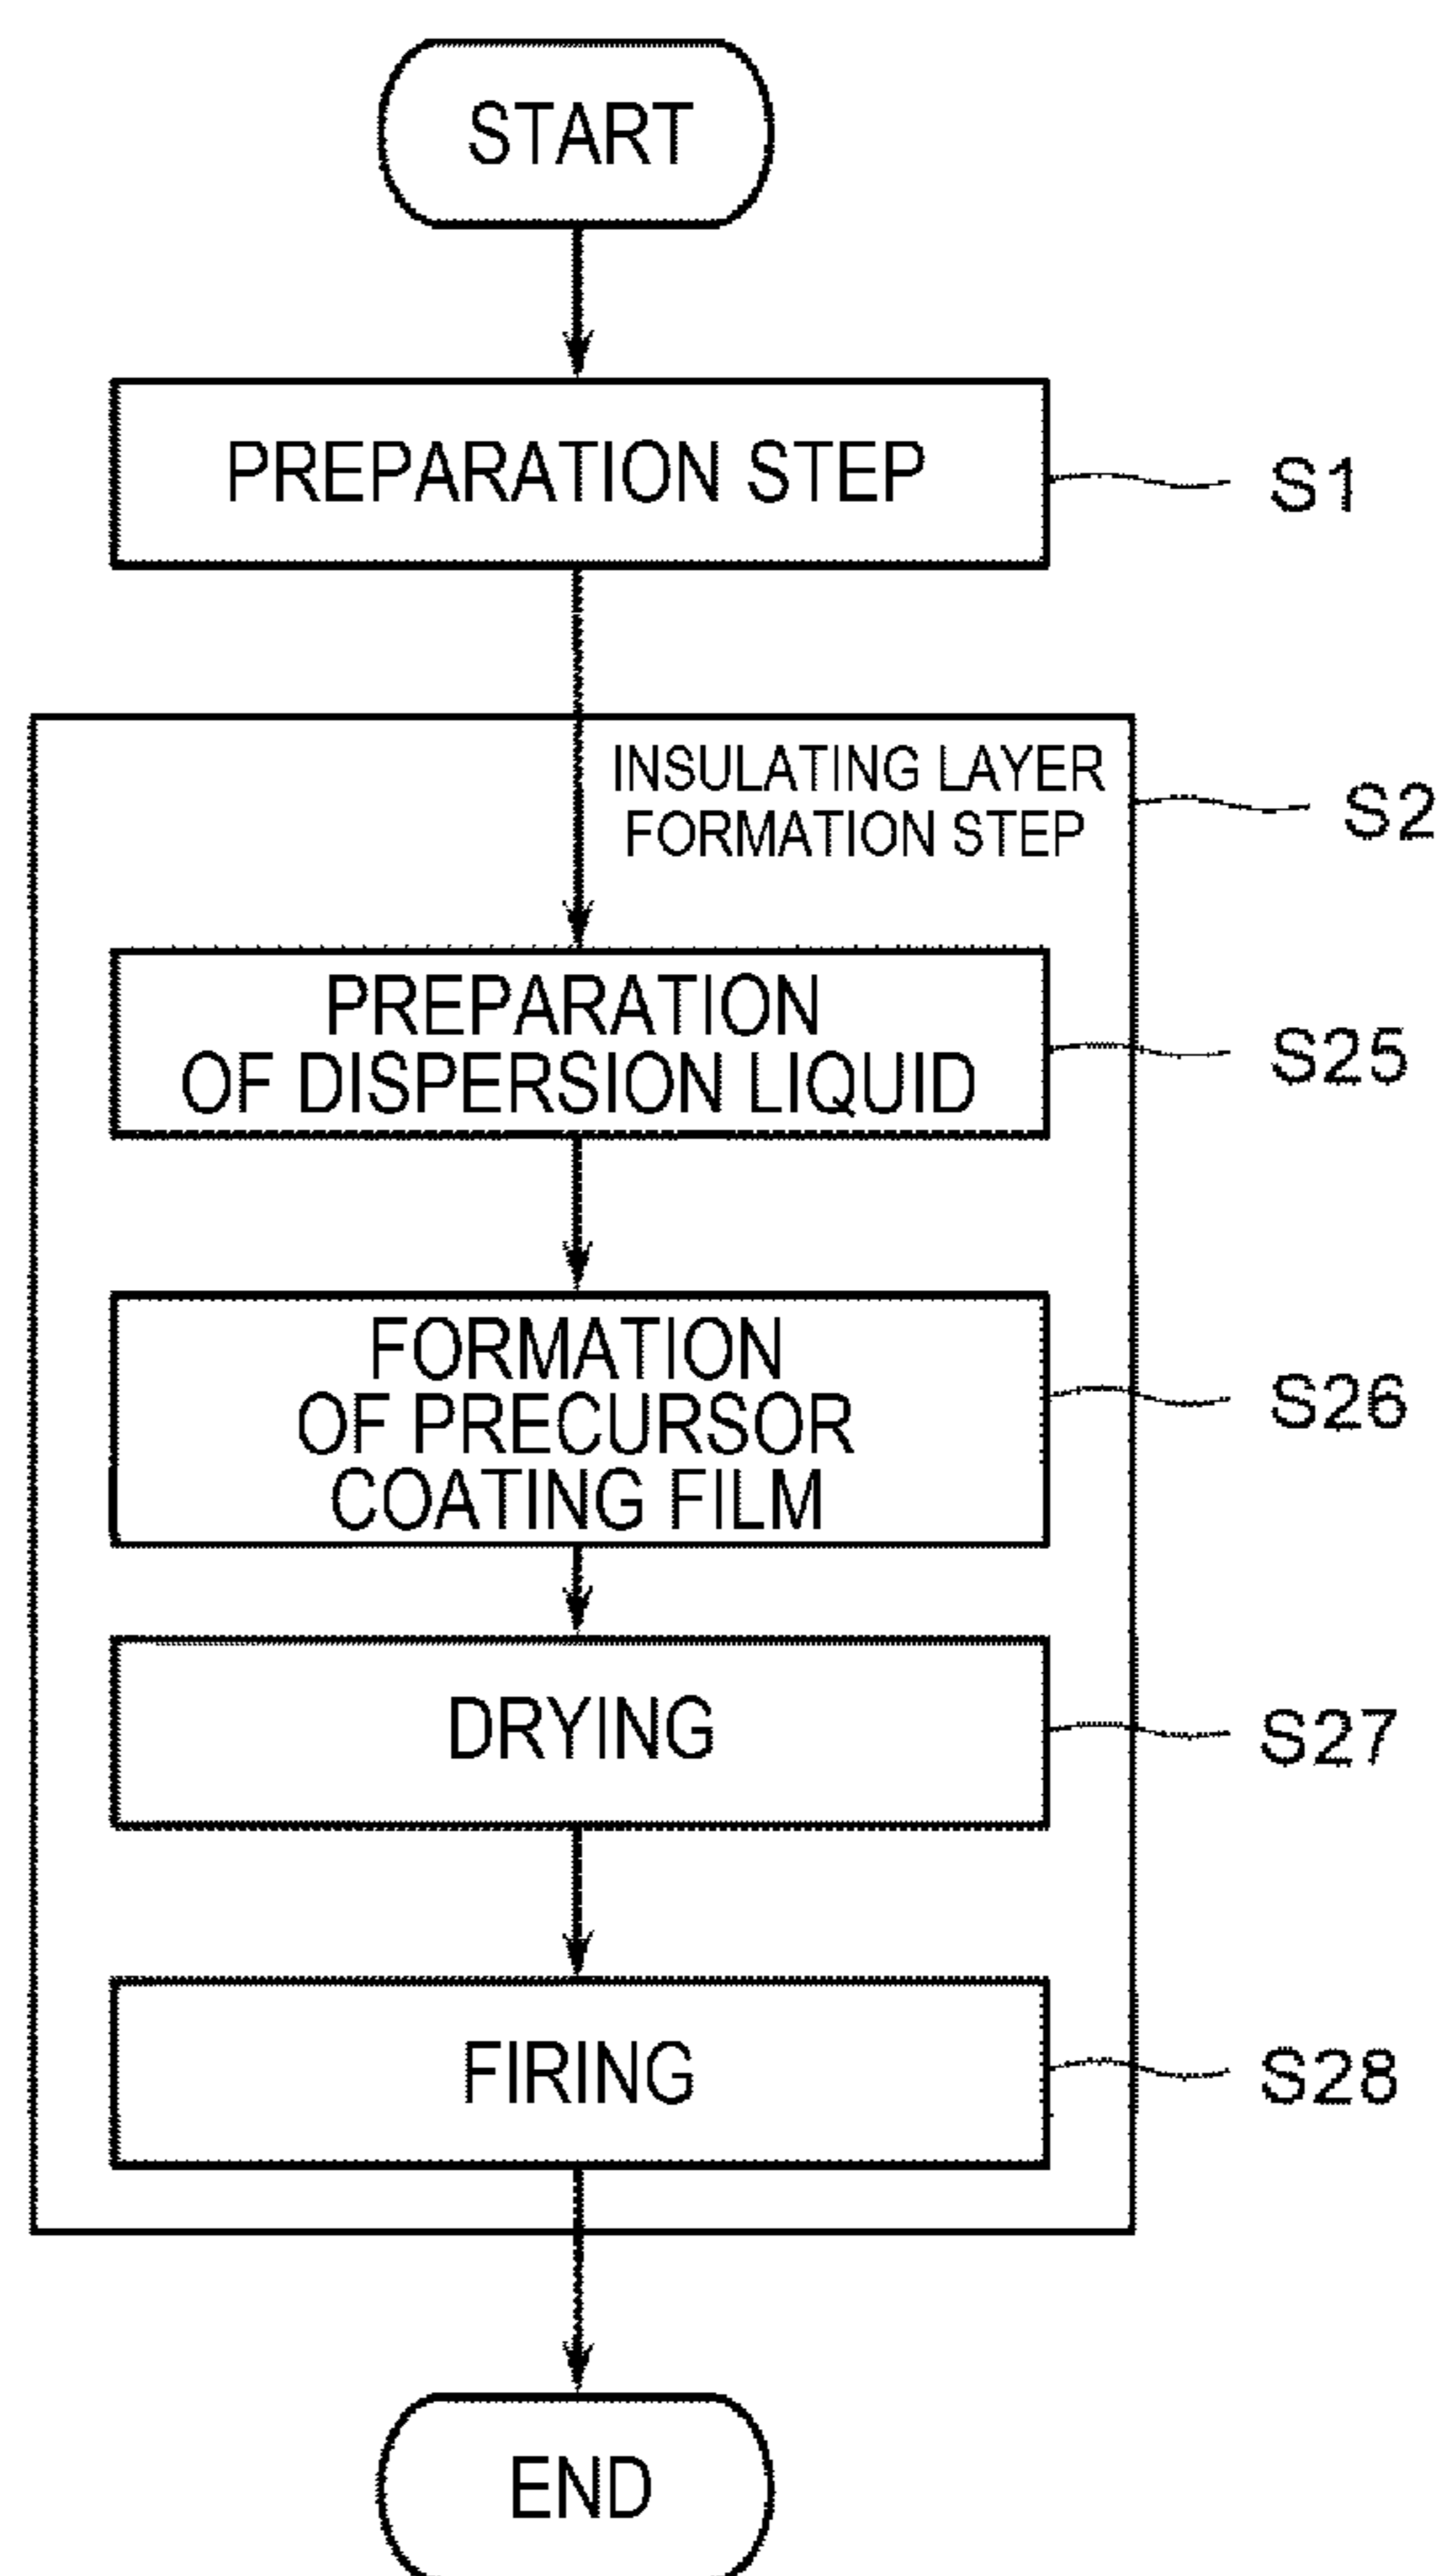 START
PREPARATION STEP
S1
INSULATING LAYER
FORMATION STEP
S2
PREPARATION
OF DISPERSION LIQUID
S25
FORMATION
OF PRECURSOR
COATING FILM
S26
DRYING
S27
FIRING
S28
END